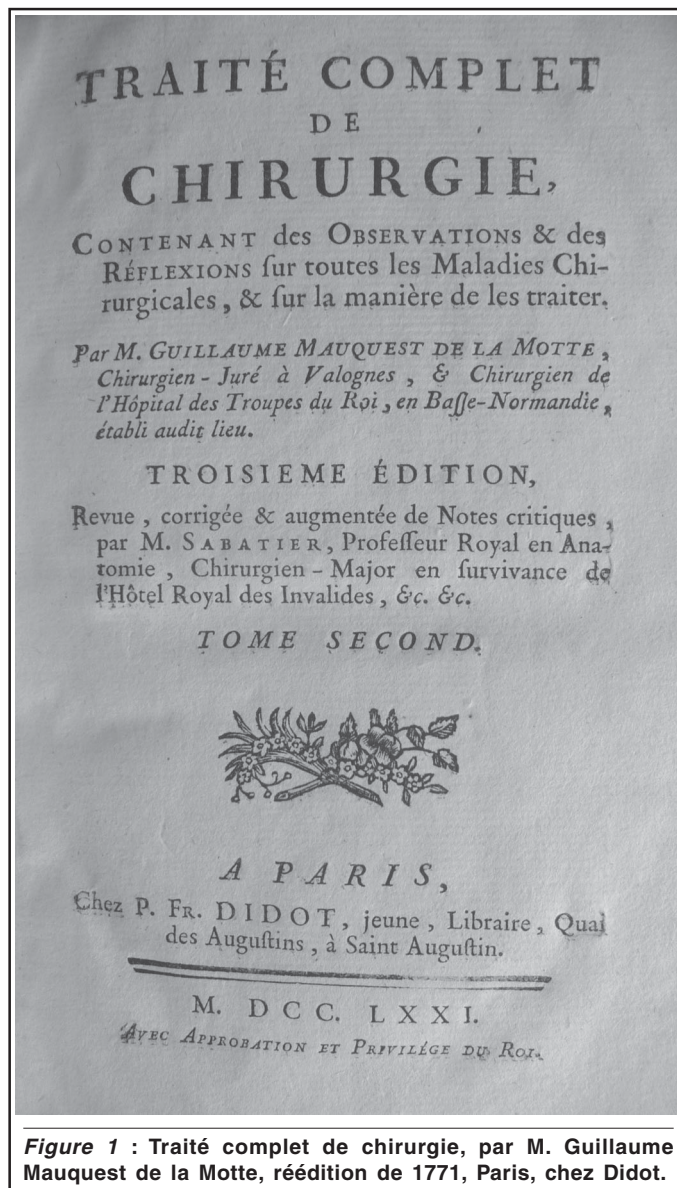 TRAITÉ COMPLET
DE
CHIRURGIE,
CONTENANT des OBSERVATIONS & des
RÉFLEXIONS ſur toutes les Maladies Chi-
rurgicales, & ſur la manière de les traiter.
Par M. GUILLAUME MAUQUEST DE LA MOTTE,
Chirurgien-Juré à Valognes, & Chirurgien de
l'Hôpital des Troupes du Roi, en Baſſe-Normandie,
établi audit lieu.
TROISIEME ÉDITION,
Revue, corrigée & augmentée de Notes critiques,
par M. SABATIER, Profeſſeur Royal en Ana-
tomie, Chirurgien-Major en ſurvivance de
l'Hôtel Royal des Invalides, &c. &c.
TOME SECOND.
A PARIS,
Chez P. FR. DIDOT, jeune, Libraire, Quai
des Auguſtins, à Saint Auguſtin.
M. DCC. LXXI.
AVEC APPROBATION ET PRIVILÉGE DU ROI.
Figure 1 : Traité complet de chirurgie, par M. Guillaume
Mauquest de la Motte, réédition de 1771, Paris, chez Didot.